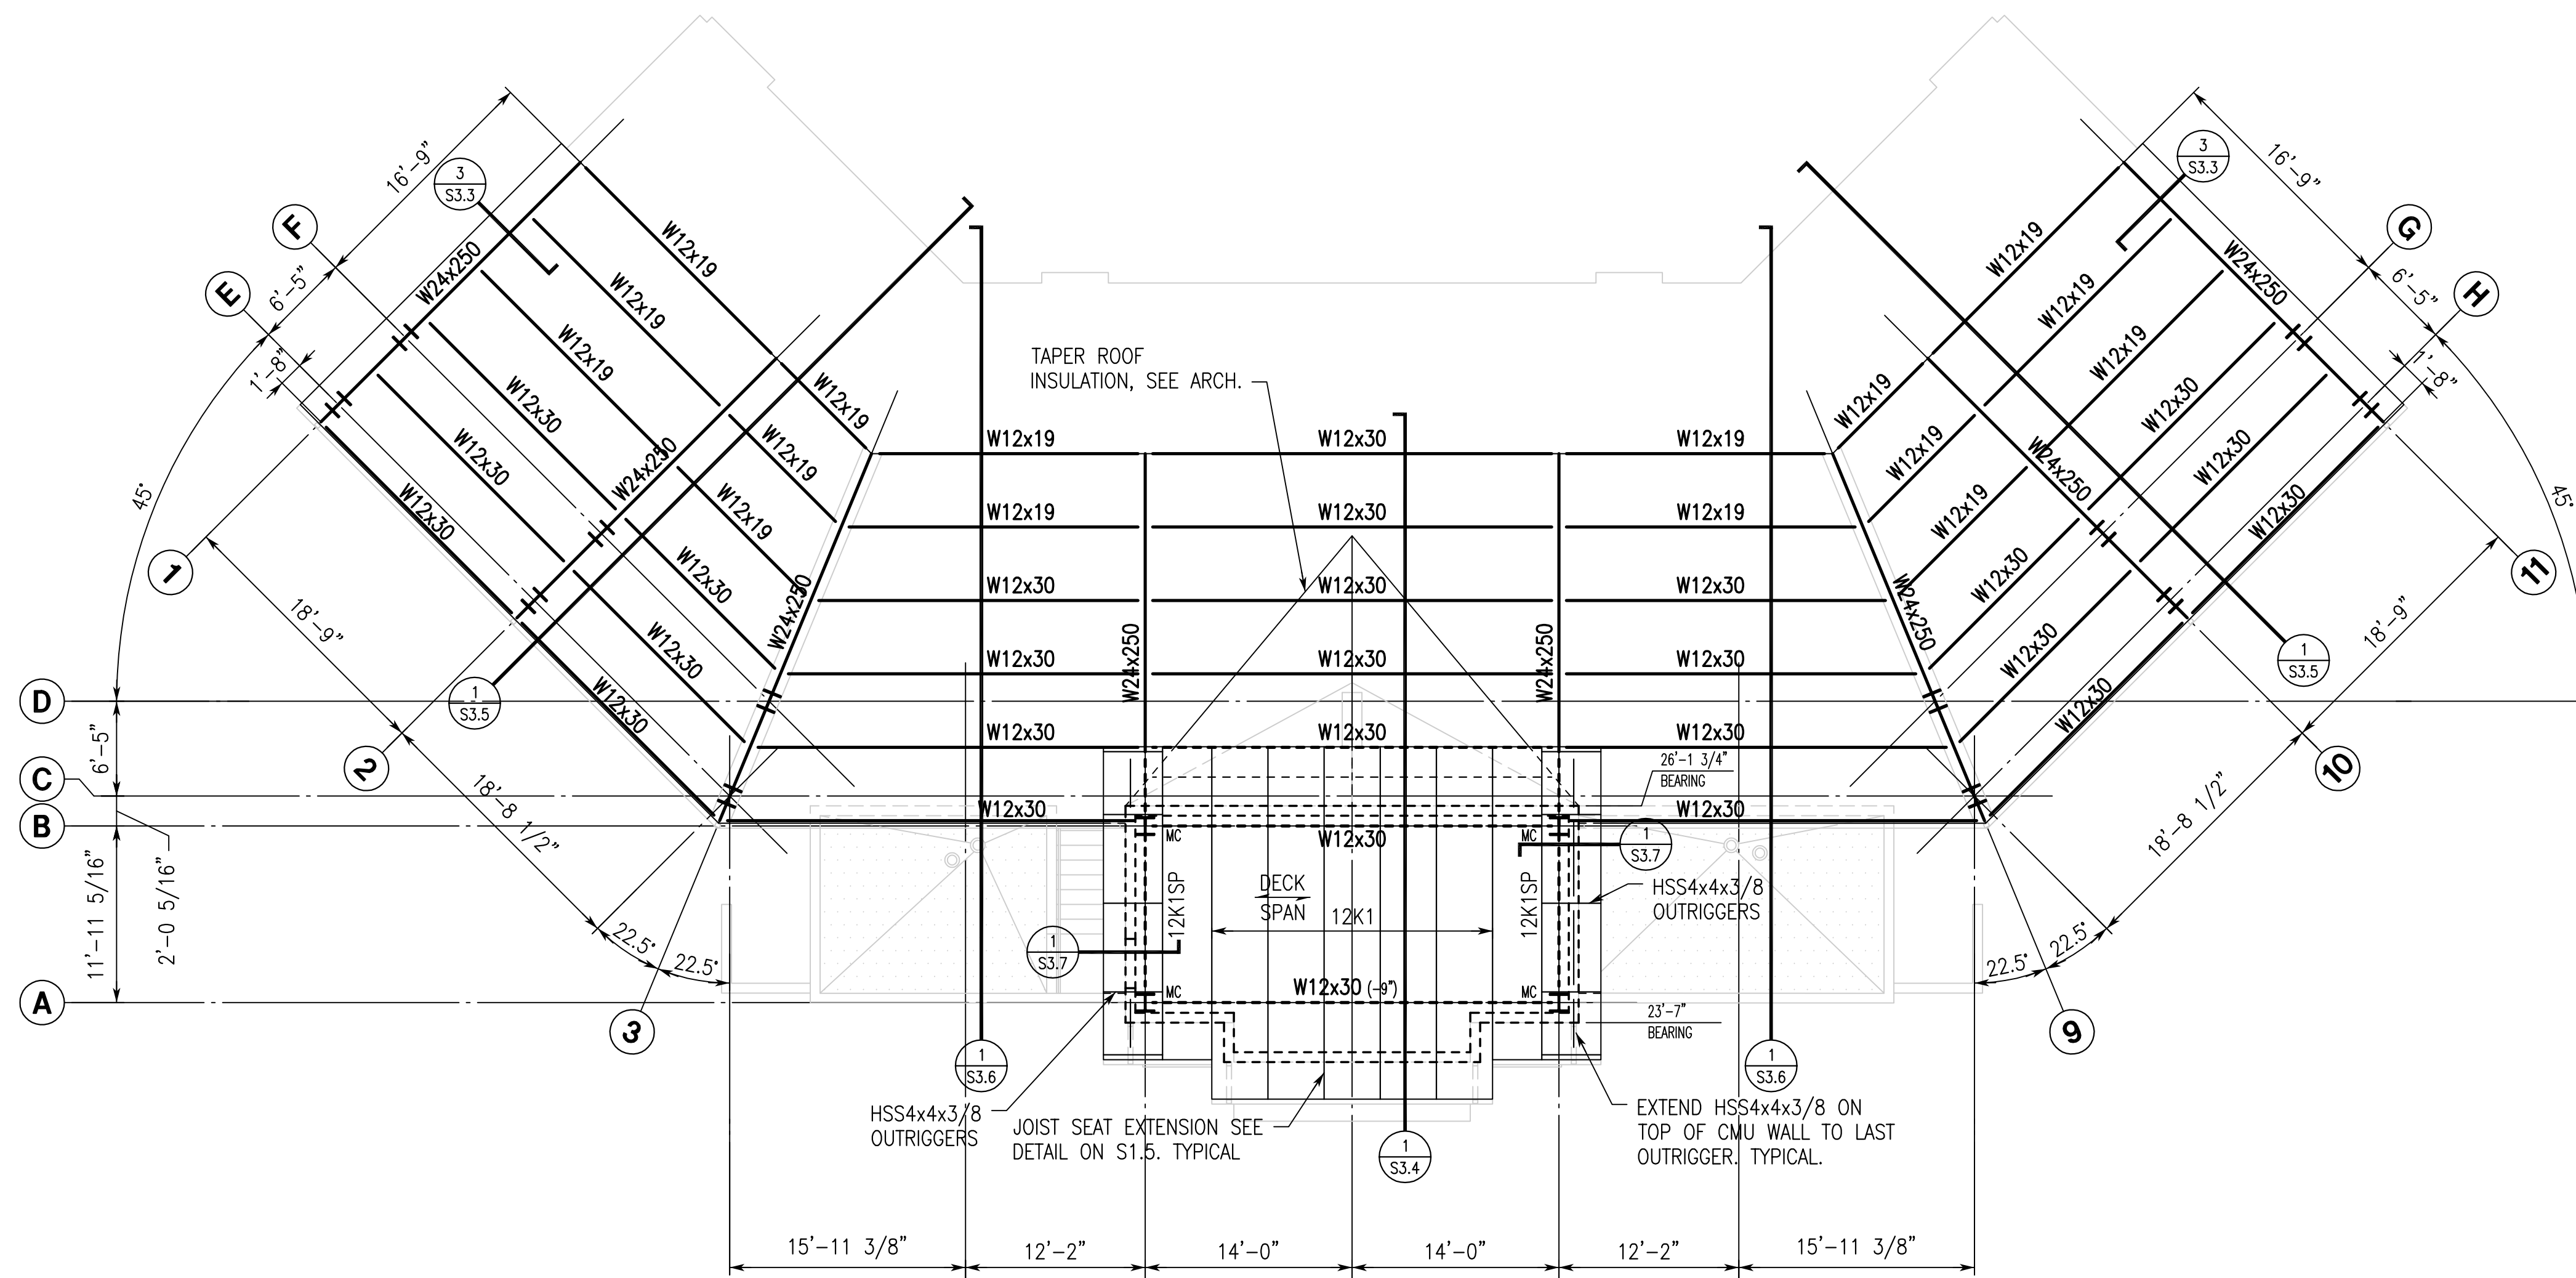 3
S3.3
3
S3.3
16'-9"
16'-9"
F
G
E
H
6'-5"
6'-5"
1'-8"
1'-8"
W24x250
W12x19
W12x19
W12x19
W12x19
W12x30
W12x30
W12x30
W24x250
W12x19
W12x19
W12x30
W12x30
W12x30
W24x250
W24x250
W12x19
W12x19
W12x19
W12x19
W12x30
W12x30
W12x30
W24x250
W12x19
W12x19
W12x30
W12x30
W12x30
W24x250
TAPER ROOF
INSULATION, SEE ARCH.
W12x19
W12x30
W12x19
W12x19
W12x30
W12x19
W12x30
W12x30
W12x30
W12x30
W12x30
W12x30
W24x250
W24x250
W12x30
W12x30
W12x30
W12x30
W12x30
W12x30
45°
45°
1
11
18'-9"
18'-9"
1
S3.5
1
S3.5
D
6'-5"
2
10
C
B
18'-8 1/2"
18'-8 1/2"
11'-11 5/16"
2'-0 5/16"
A
22.5°
22.5°
22.5°
22.5°
3
9
26'-1 3/4"
BEARING
MC
MC
1
S3.7
DECK
SPAN
12K1
12K1SP
12K1SP
HSS4x4x3/8
OUTRIGGERS
1
S3.7
W12x30 (-9")
MC
MC
23'-7"
BEARING
1
S3.6
1
S3.6
HSS4x4x3/8
OUTRIGGERS
JOIST SEAT EXTENSION SEE
DETAIL ON S1.5. TYPICAL
1
S3.4
EXTEND HSS4x4x3/8 ON
TOP OF CMU WALL TO LAST
OUTRIGGER. TYPICAL.
15'-11 3/8"
12'-2"
14'-0"
14'-0"
12'-2"
15'-11 3/8"